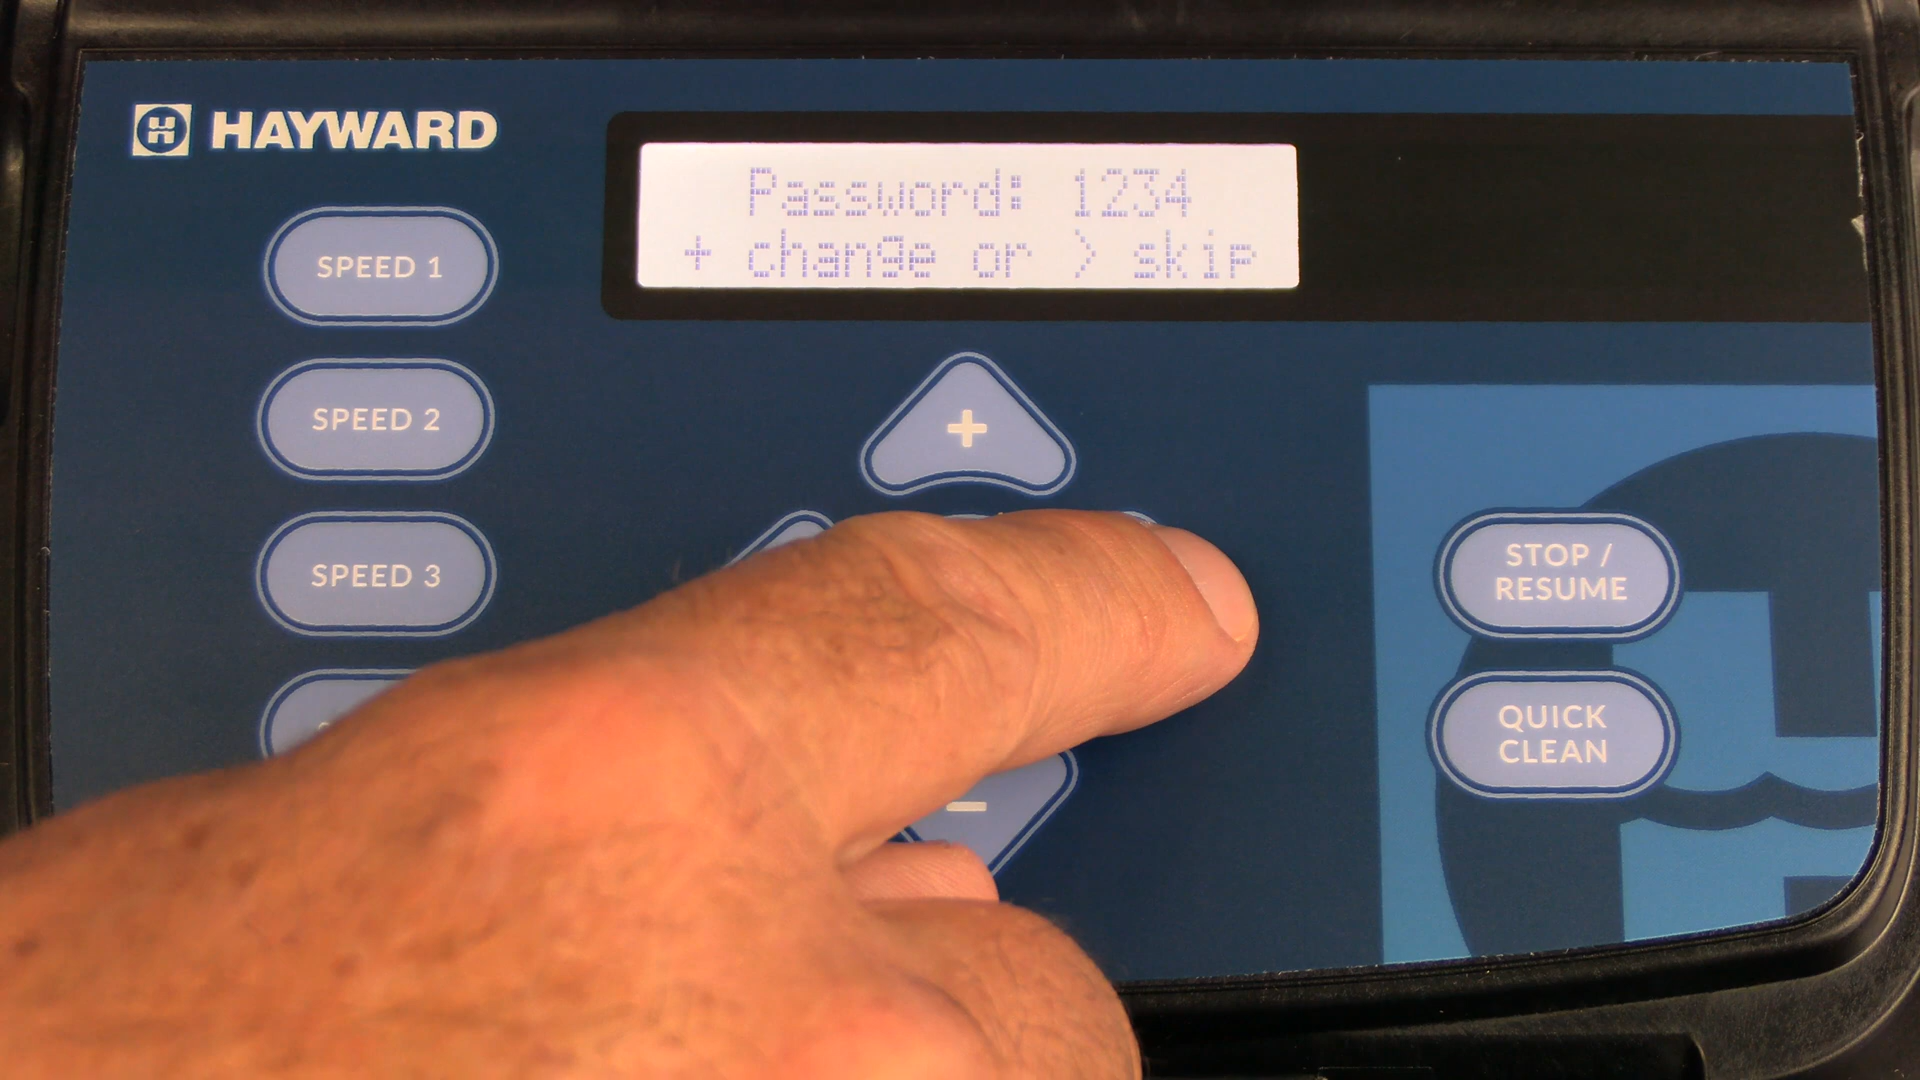 HAYWARD
Password: 1234
+ change or > skip
SPEED 1
SPEED 2
SPEED 3
+
-
STOP /
RESUME
QUICK
CLEAN